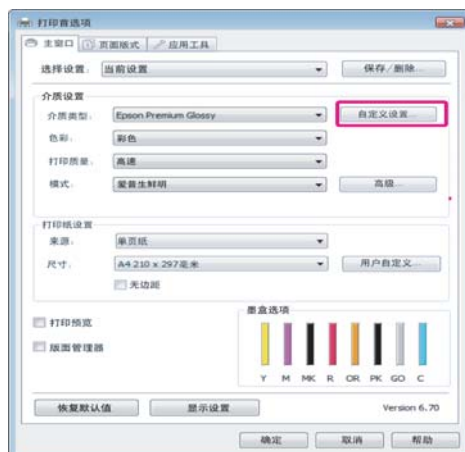 打印首选项
主窗口 页面版式 应用工具
选择设置： 当前设置 保存/删除...
介质设置
介质类型： Epson Premium Glossy 自定义设置...
色彩： 彩色
打印质量： 高速
模式： 爱普生鲜明 高级...
打印纸设置
来源： 单页纸
尺寸： A4 210 x 297毫米 用户自定义...
无边距
墨盒选项
打印预览
版面管理器
Y M MK R OR PK GO C
恢复默认值 显示设置 Version 6.70
确定 取消 帮助